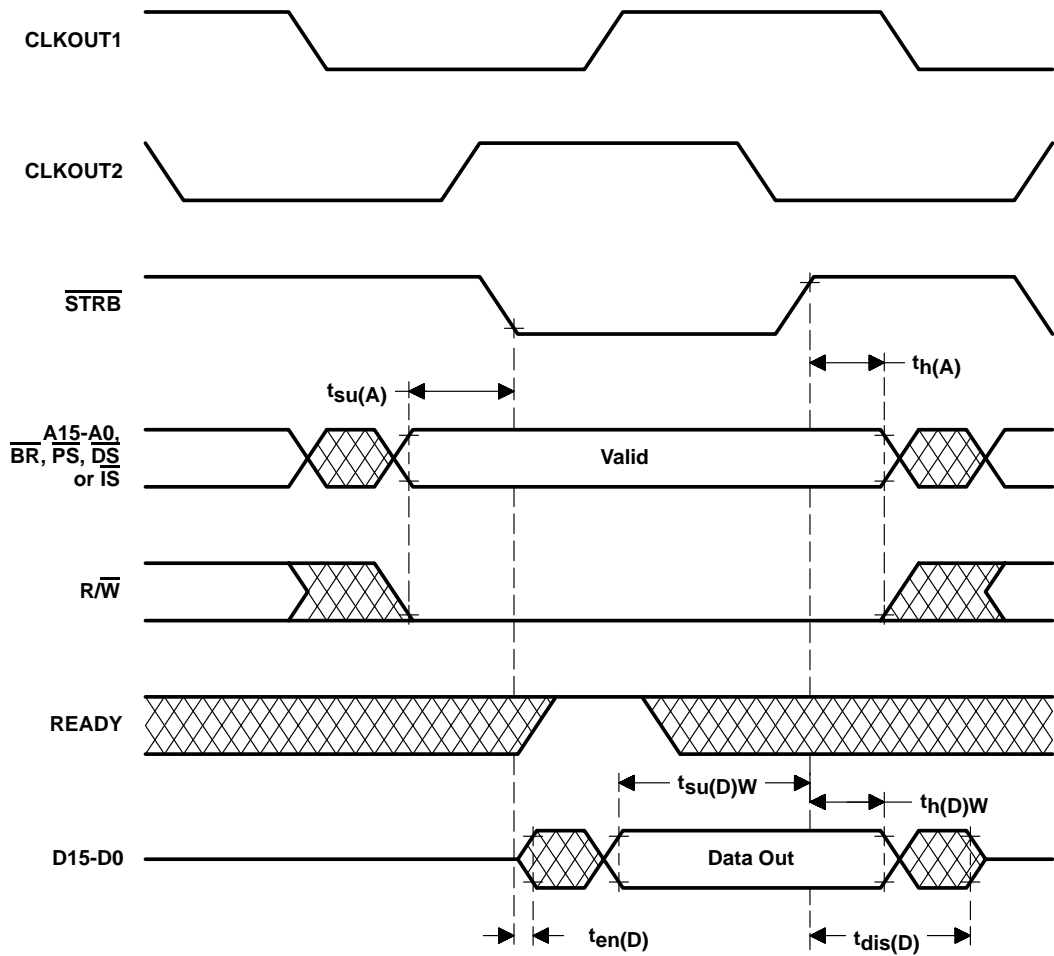 CLKOUT1
CLKOUT2
STRB
th(A)
tsu(A)
A15-A0,
BR, PS, DS
or IS
Valid
R/W
READY
tsu(D)W
th(D)W
D15-D0
Data Out
ten(D)
tdis(D)